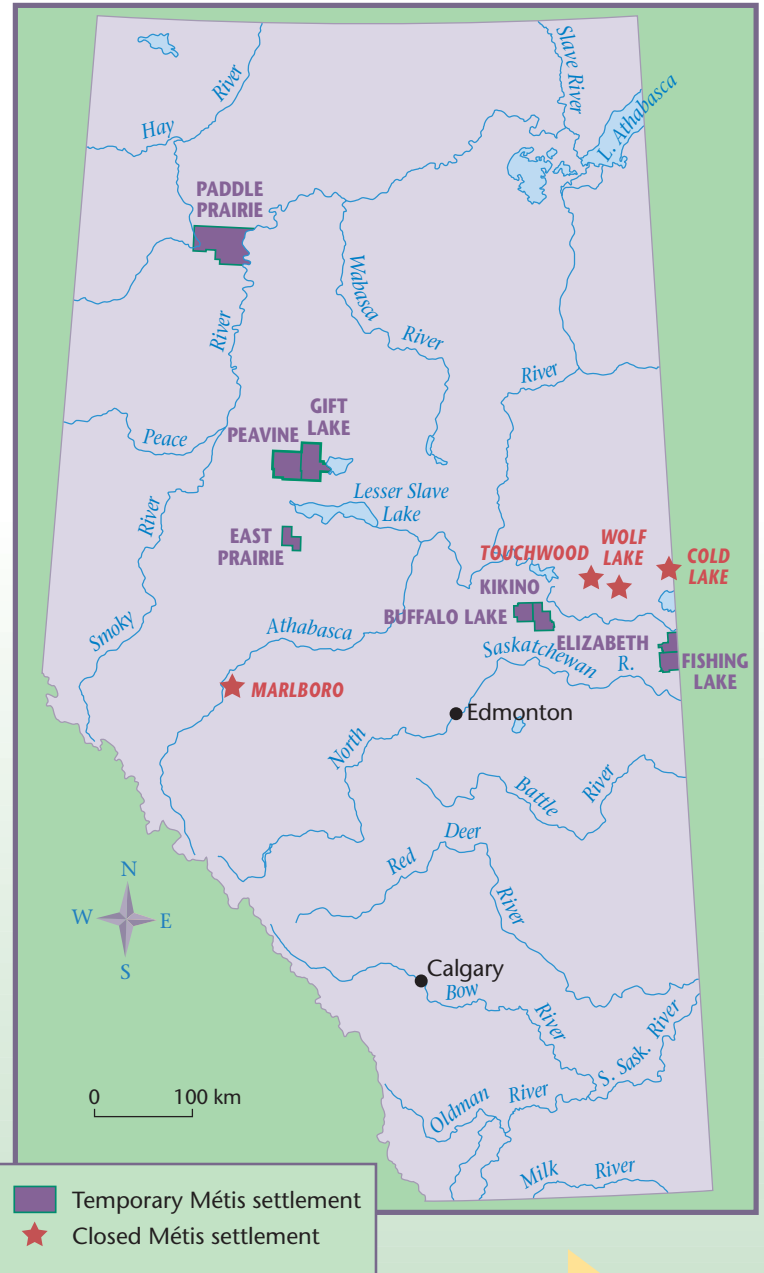 Slave River
L. Athabasca
River
Hay
PADDLE
PRAIRIE
Wabasca
River
River
River
GIFT
LAKE
PEAVINE
Peace
Lesser Slave
Lake
River
EAST
PRAIRIE
TOUCHWOOD
WOLF
LAKE
COLD
LAKE
KIKINO
BUFFALO LAKE
Smoky
Athabasca
ELIZABETH
Saskatchewan
R.
FISHING
LAKE
MARLBORO
Edmonton
North
Battle
River
Deer
Red
River
N
W
E
S
Calgary
Bow
River
S. Sask. River
0
100 km
Oldman
River
Milk
River
Temporary Métis settlement
Closed Métis settlement